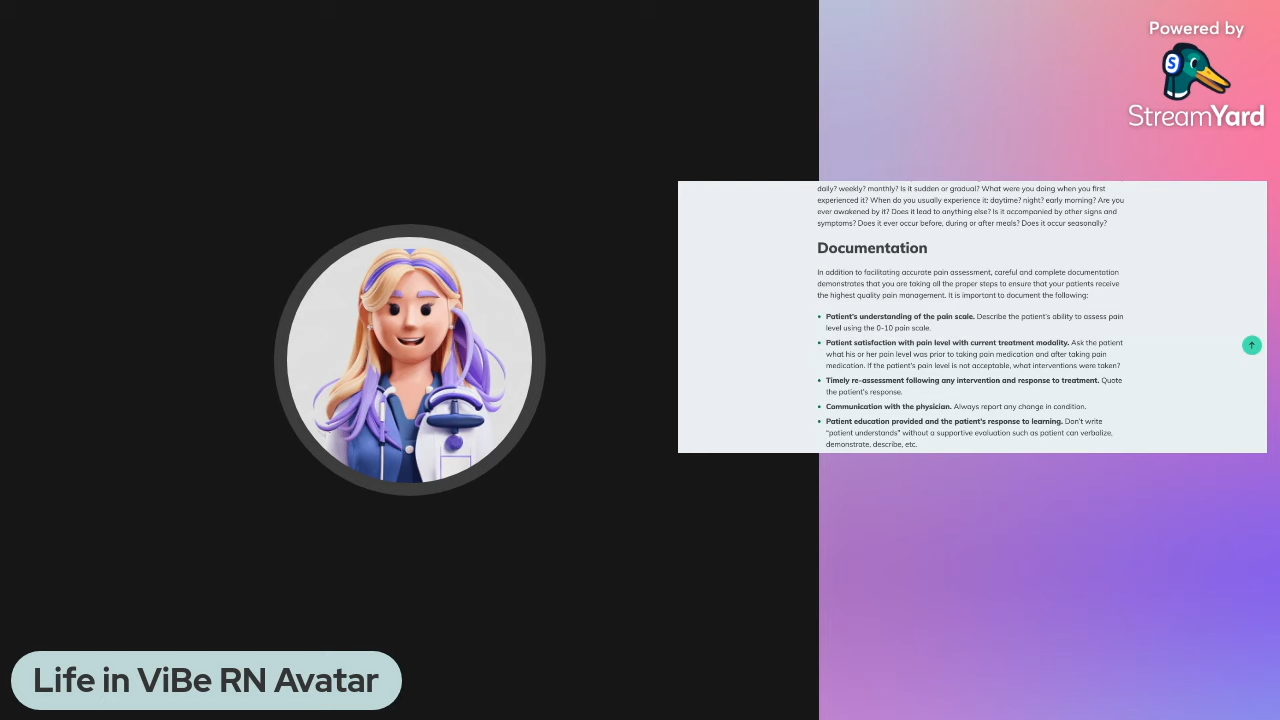 Powered by
S
StreamYard
daily? weekly? monthly? Is it sudden or gradual? What were you doing when you first
experienced it? When do you usually experience it: daytime? night? early morning? Are you
ever awakened by it? Does it lead to anything else? Is it accompanied by other signs and
symptoms? Does it ever occur before, during or after meals? Does it occur seasonally?
Documentation
In addition to facilitating accurate pain assessment, careful and complete documentation
demonstrates that you are taking all the proper steps to ensure that your patients receive
the highest quality pain management. It is important to document the following:
• Patient's understanding of the pain scale. Describe the patient's ability to assess pain
level using the 0-10 pain scale.
• Patient satisfaction with pain level with current treatment modality. Ask the patient
what his or her pain level was prior to taking pain medication and after taking pain
medication. If the patient's pain level is not acceptable, what interventions were taken?
• Timely re-assessment following any intervention and response to treatment. Quote
the patient's response.
• Communication with the physician. Always report any change in condition.
• Patient education provided and the patient's response to learning. Don't write
"patient understands" without a supportive evaluation such as patient can verbalize,
demonstrate, describe, etc.
Life in ViBe RN Avatar